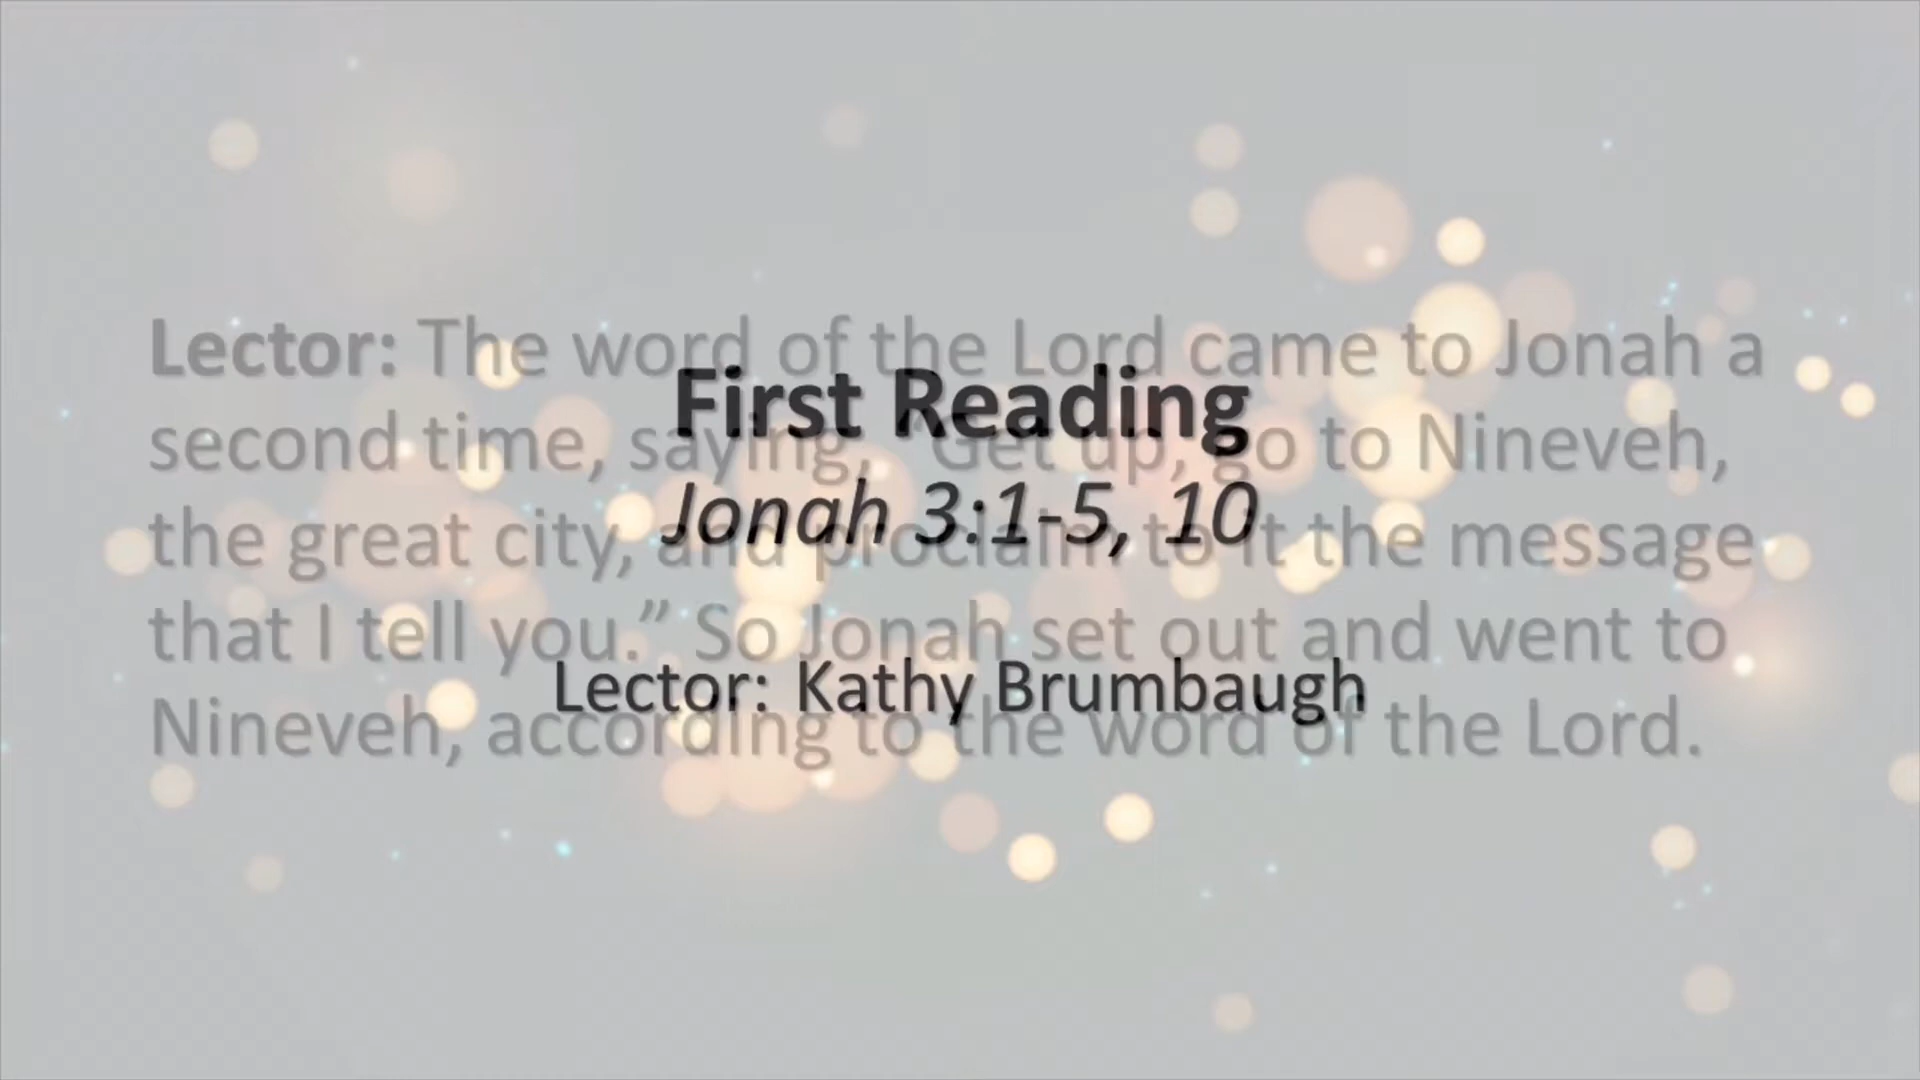 First Reading
Jonah 3:1-5, 10
Lector: Kathy Brumbaugh
Lector: The word of the Lord came to Jonah a
second time, saying, “Get up, go to Nineveh,
the great city, and proclaim to it the message
that I tell you.” So Jonah set out and went to
Nineveh, according to the word of the Lord.